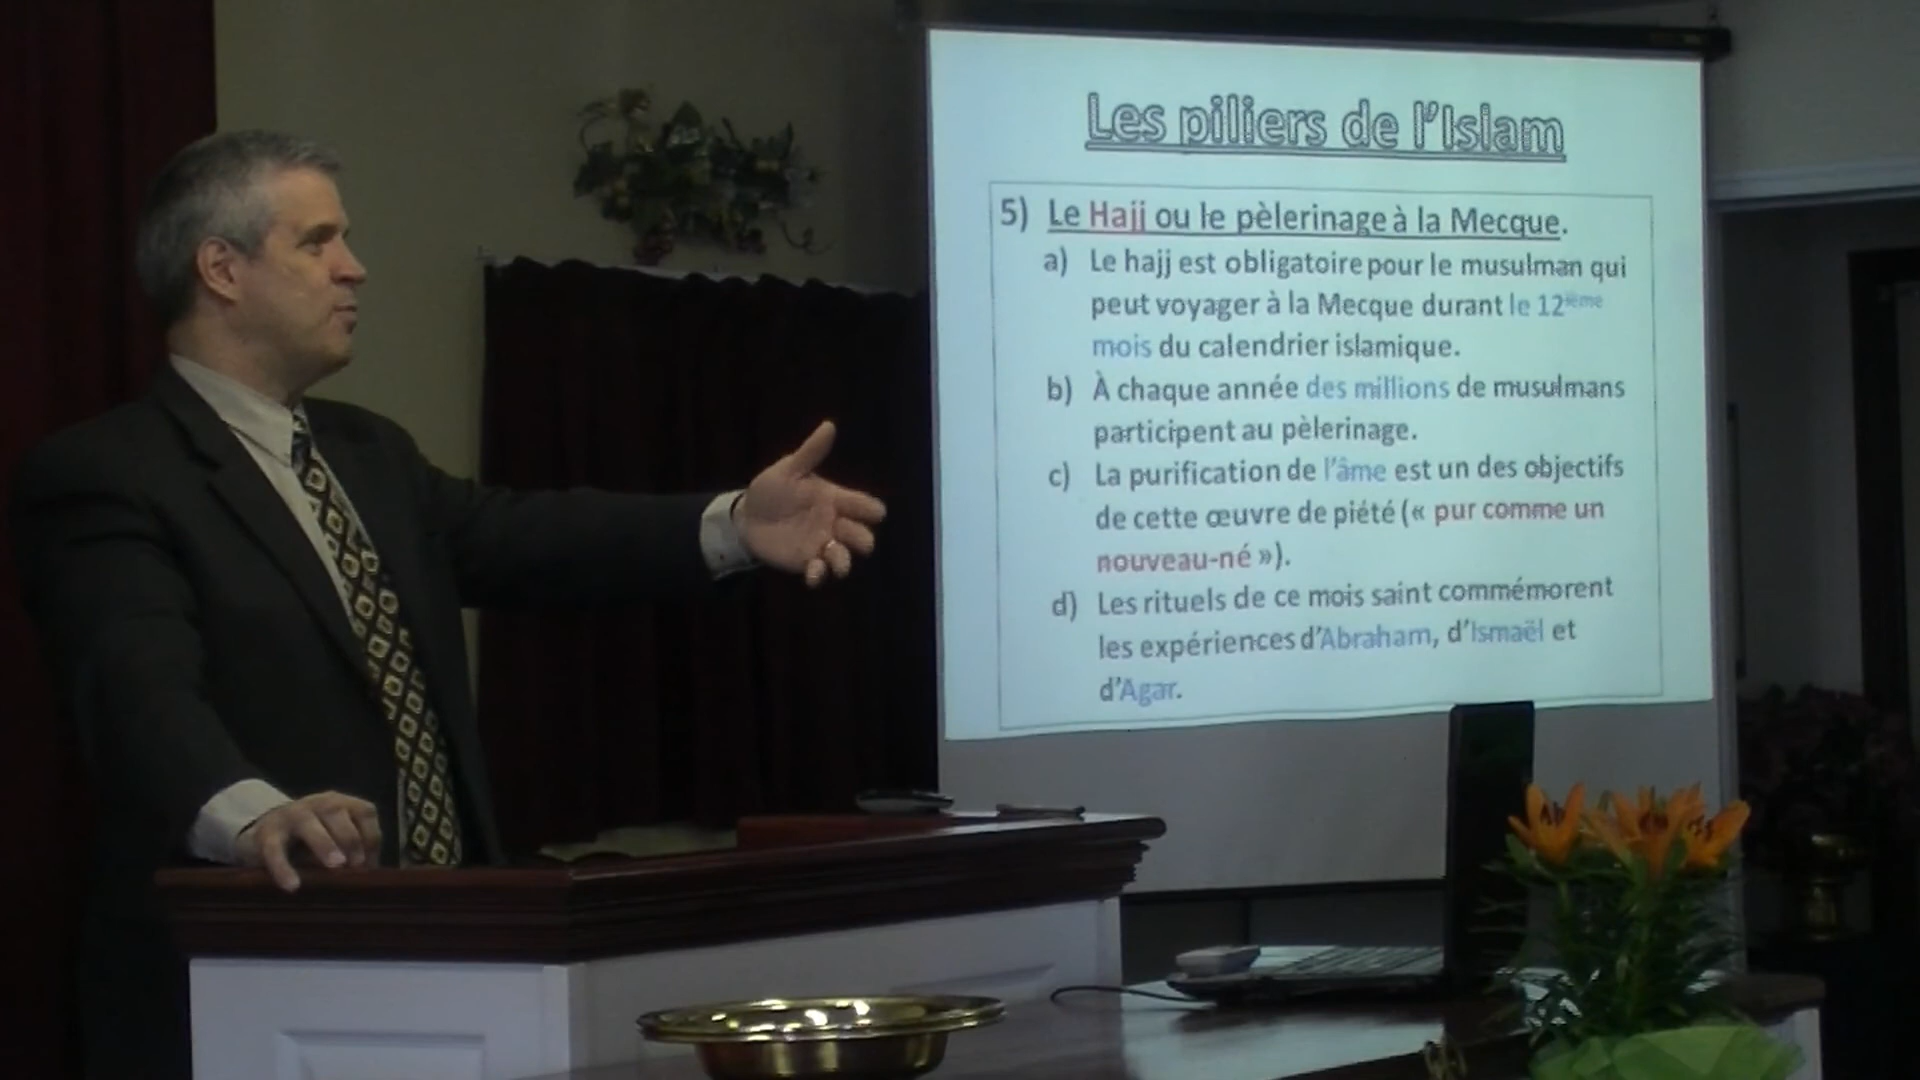 Les piliers de l'Islam
5) Le Hajj ou le pèlerinage à la Mecque.
a) Le hajj est obligatoire pour le musulman qui
peut voyager à la Mecque durant le 12ième
mois du calendrier islamique.
b) À chaque année des millions de musulmans
participent au pèlerinage.
c) La purification de l'âme est un des objectifs
de cette œuvre de piété (« pur comme un
nouveau-né »).
d) Les rituels de ce mois saint commémorent
les expériences d'Abraham, d'Ismaël et
d'Agar.